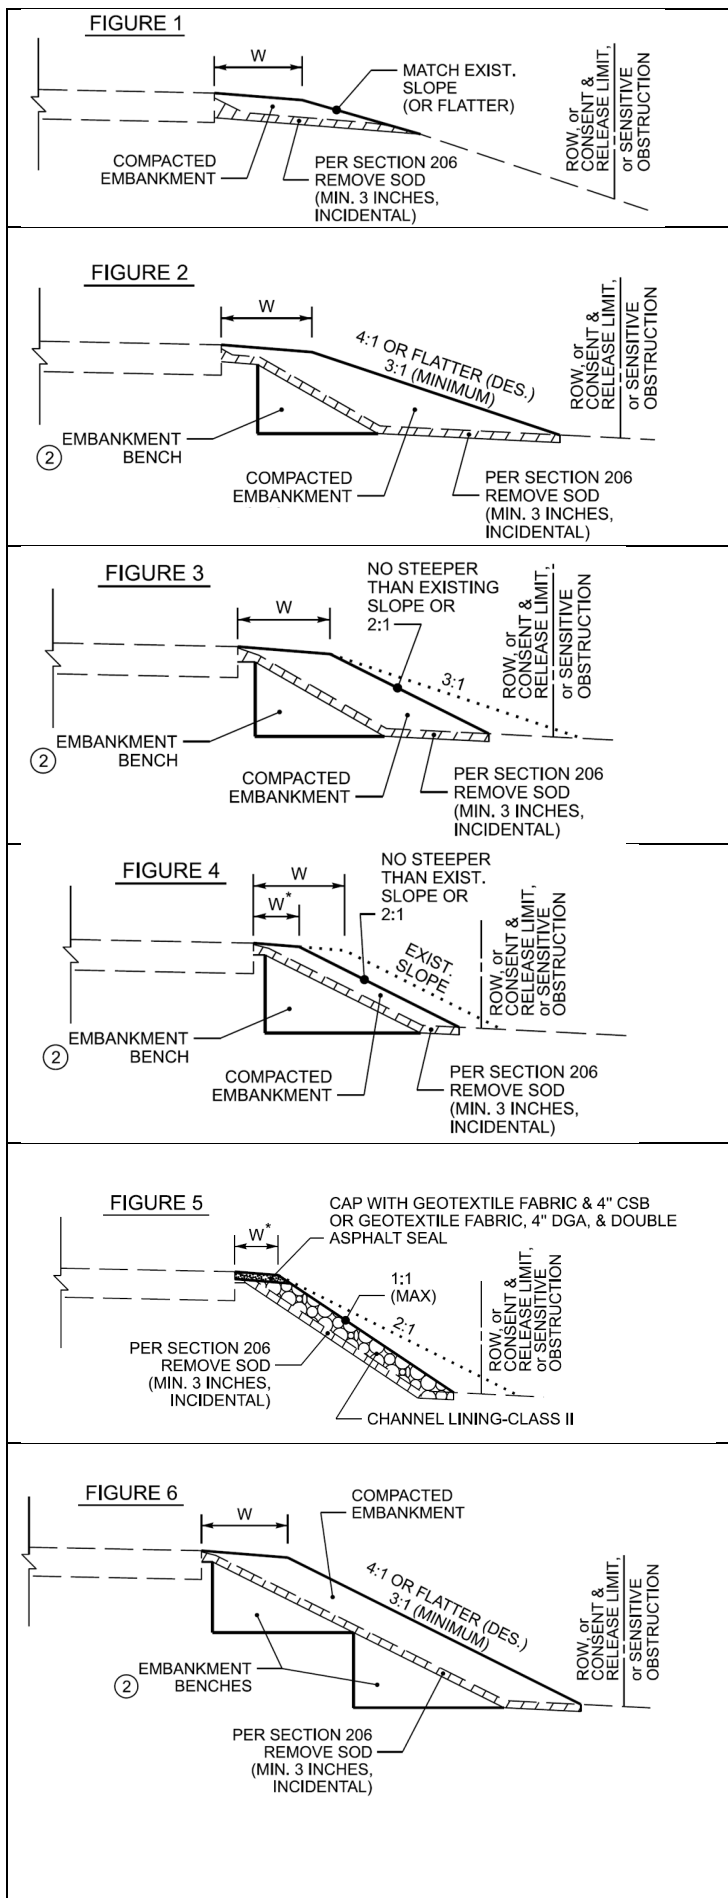 FIGURE 1
W
MATCH EXIST.
SLOPE
(OR FLATTER)
COMPACTED
EMBANKMENT
PER SECTION 206
REMOVE SOD
(MIN. 3 INCHES,
INCIDENTAL)
ROW, or
CONSENT &
RELEASE LIMIT,
or SENSITIVE
OBSTRUCTION
FIGURE 2
W
4:1 OR FLATTER (DES.)
3:1 (MINIMUM)
2
EMBANKMENT
BENCH
COMPACTED
EMBANKMENT
PER SECTION 206
REMOVE SOD
(MIN. 3 INCHES,
INCIDENTAL)
ROW, or
CONSENT &
RELEASE LIMIT,
or SENSITIVE
OBSTRUCTION
FIGURE 3
W
NO STEEPER
THAN EXISTING
SLOPE OR
2:1
3:1
2
EMBANKMENT
BENCH
COMPACTED
EMBANKMENT
PER SECTION 206
REMOVE SOD
(MIN. 3 INCHES,
INCIDENTAL)
ROW, or
CONSENT &
RELEASE LIMIT,
or SENSITIVE
OBSTRUCTION
FIGURE 4
W
W*
NO STEEPER
THAN EXIST.
SLOPE OR
2:1
EXIST.
SLOPE
2
EMBANKMENT
BENCH
COMPACTED
EMBANKMENT
PER SECTION 206
REMOVE SOD
(MIN. 3 INCHES,
INCIDENTAL)
ROW, or
CONSENT &
RELEASE LIMIT,
or SENSITIVE
OBSTRUCTION
FIGURE 5
W*
CAP WITH GEOTEXTILE FABRIC & 4" CSB
OR GEOTEXTILE FABRIC, 4" DGA, & DOUBLE
ASPHALT SEAL
1:1
(MAX)
2:1
PER SECTION 206
REMOVE SOD
(MIN. 3 INCHES,
INCIDENTAL)
CHANNEL LINING-CLASS II
ROW, or
CONSENT &
RELEASE LIMIT,
or SENSITIVE
OBSTRUCTION
FIGURE 6
W
COMPACTED
EMBANKMENT
4:1 OR FLATTER (DES.)
3:1 (MINIMUM)
2
EMBANKMENT
BENCHES
PER SECTION 206
REMOVE SOD
(MIN. 3 INCHES,
INCIDENTAL)
ROW, or
CONSENT &
RELEASE LIMIT,
or SENSITIVE
OBSTRUCTION